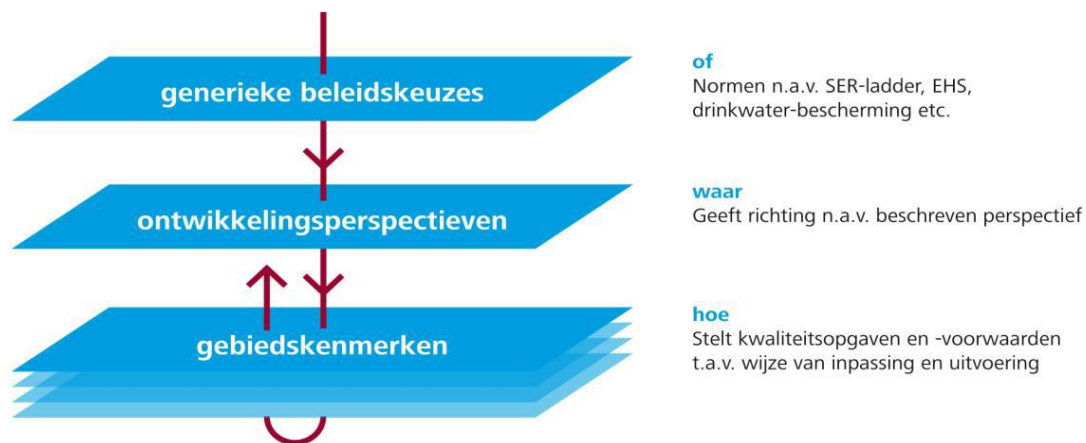 generieke beleidskeuzes
of
Normen n.a.v. SER-ladder, EHS,
drinkwater-bescherming etc.
ontwikkelingsperspectieven
waar
Geeft richting n.a.v. beschreven perspectief
gebiedskenmerken
hoe
Stelt kwaliteitsopgaven en -voorwaarden
t.a.v. wijze van inpassing en uitvoering